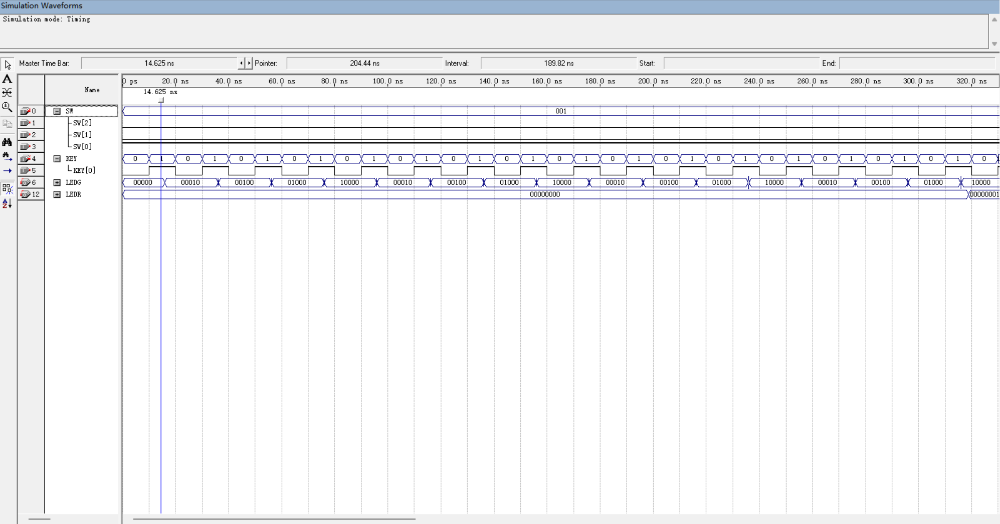 Simulation Waveforms
Simulation mode: Timing
Master Time Bar: 14.625 ns Pointer: 204.44 ns Interval: 189.82 ns Start: End:
0 ps 20.0 ns 40.0 ns 60.0 ns 80.0 ns 100.0 ns 120.0 ns 140.0 ns 160.0 ns 180.0 ns 200.0 ns 220.0 ns 240.0 ns 260.0 ns 280.0 ns 300.0 ns 320.0 ns
Name
14.625 ns
0 SW 001
1 SW[2]
2 SW[1]
3 SW[0]
4 KEY 0 1 0 1 0 1 0 1 0 1 0 1 0 1 0 1 0 1 0 1 0 1 0 1 0 1 0 1 0 1 0 1 0
5 KEY[0]
6 LEDG 00000 00010 00100 01000 10000 00010 00100 01000 10000 00010 00100 01000 10000 00010 00100 01000 10000
12 LEDR 00000000 00000001